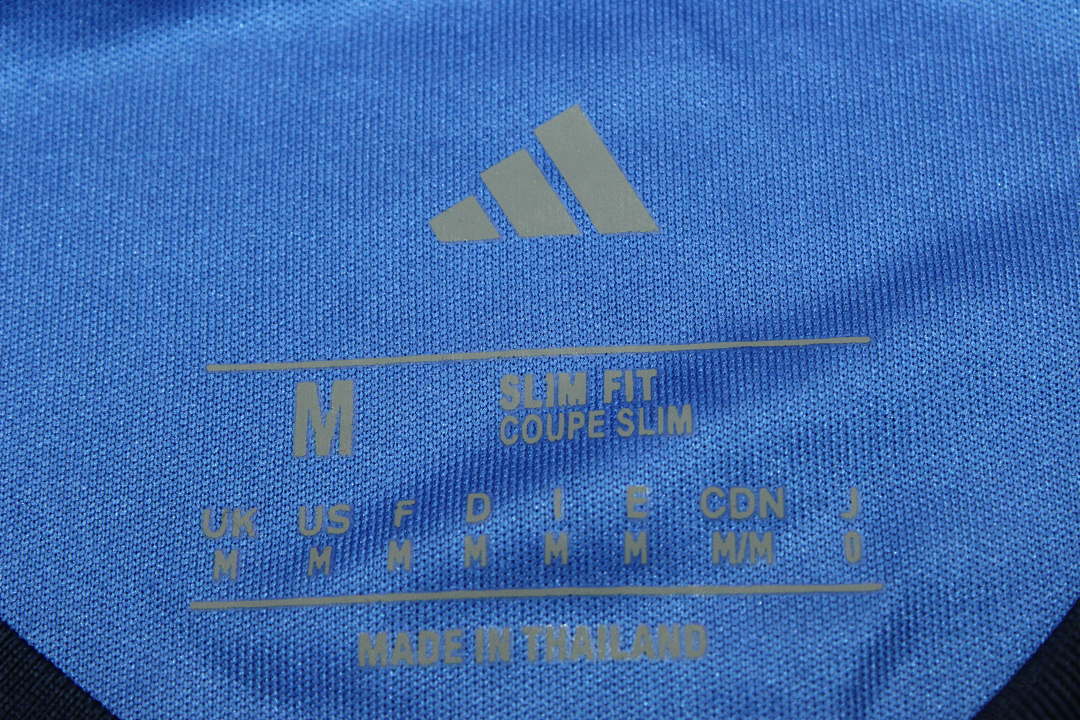 M
SLIM FIT
COUPE SLIM
UK US F D I E CDN J
M M M M M M M/M O
MADE IN THAILAND